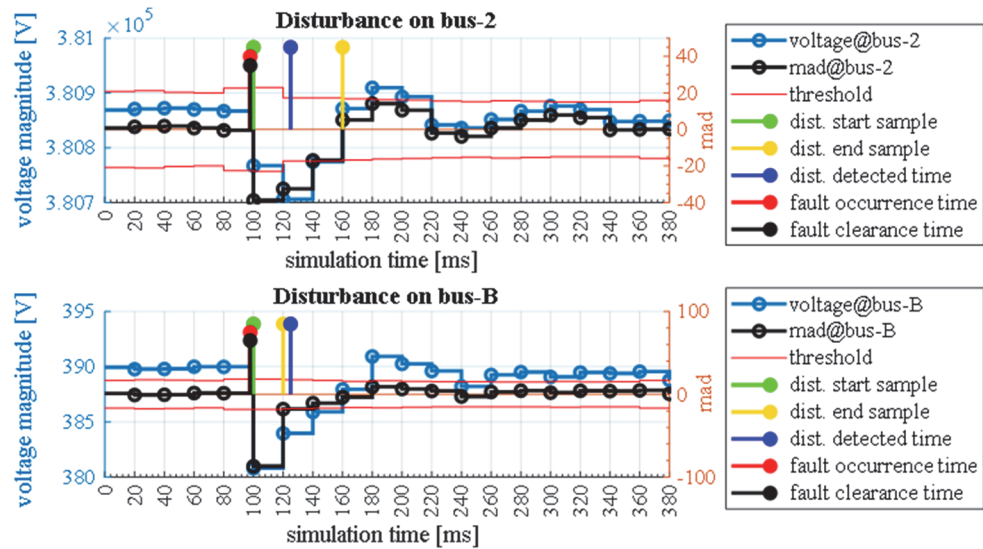 Disturbance on bus-2
× 10⁵
3.81
3.809
3.808
3.807
voltage magnitude [V]
40
20
0
-20
-40
mad
0 20 40 60 80 100 120 140 160 180 200 220 240 260 280 300 320 340 360 380
simulation time [ms]
voltage@bus-2
mad@bus-2
threshold
dist. start sample
dist. end sample
dist. detected time
fault occurrence time
fault clearance time
Disturbance on bus-B
395
390
385
380
voltage magnitude [V]
100
0
-100
mad
0 20 40 60 80 100 120 140 160 180 200 220 240 260 280 300 320 340 360 380
simulation time [ms]
voltage@bus-B
mad@bus-B
threshold
dist. start sample
dist. end sample
dist. detected time
fault occurrence time
fault clearance time